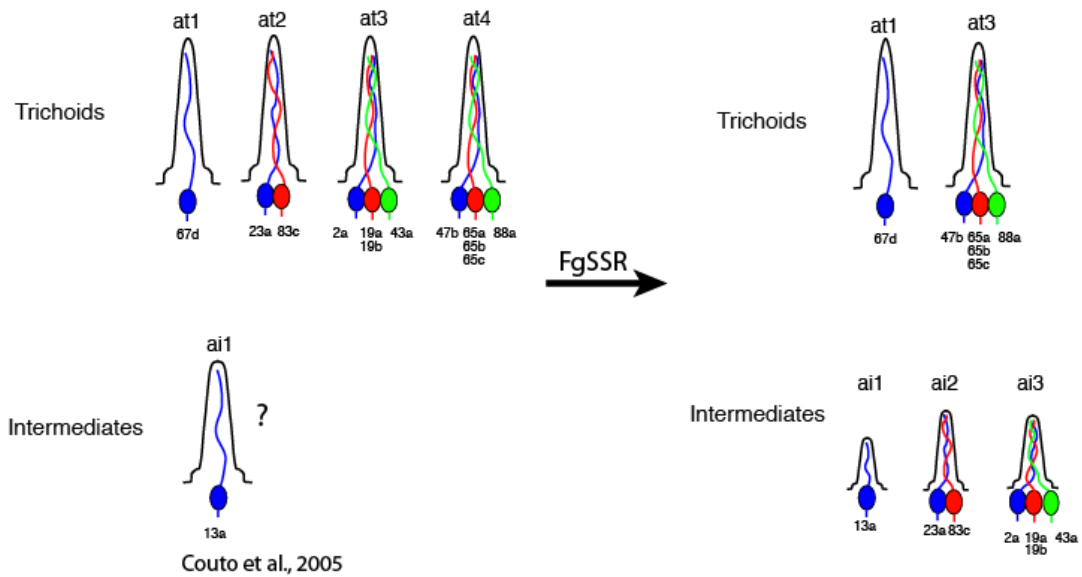 at1 at2 at3 at4
Trichoids
67d 23a 83c 2a 19a 43a 47b 65a 88a
19b 65b
65c
FgSSR
at1 at3
Trichoids
67d 47b 65a 88a
65b
65c
ai1
Intermediates
?
13a
Couto et al., 2005
ai1 ai2 ai3
Intermediates
13a 23a 83c 2a 19a 43a
19b